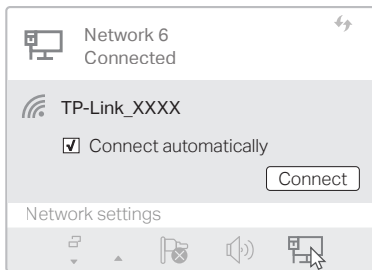 Network 6
Connected
TP-Link_XXXX
Connect automatically
Connect
Network settings